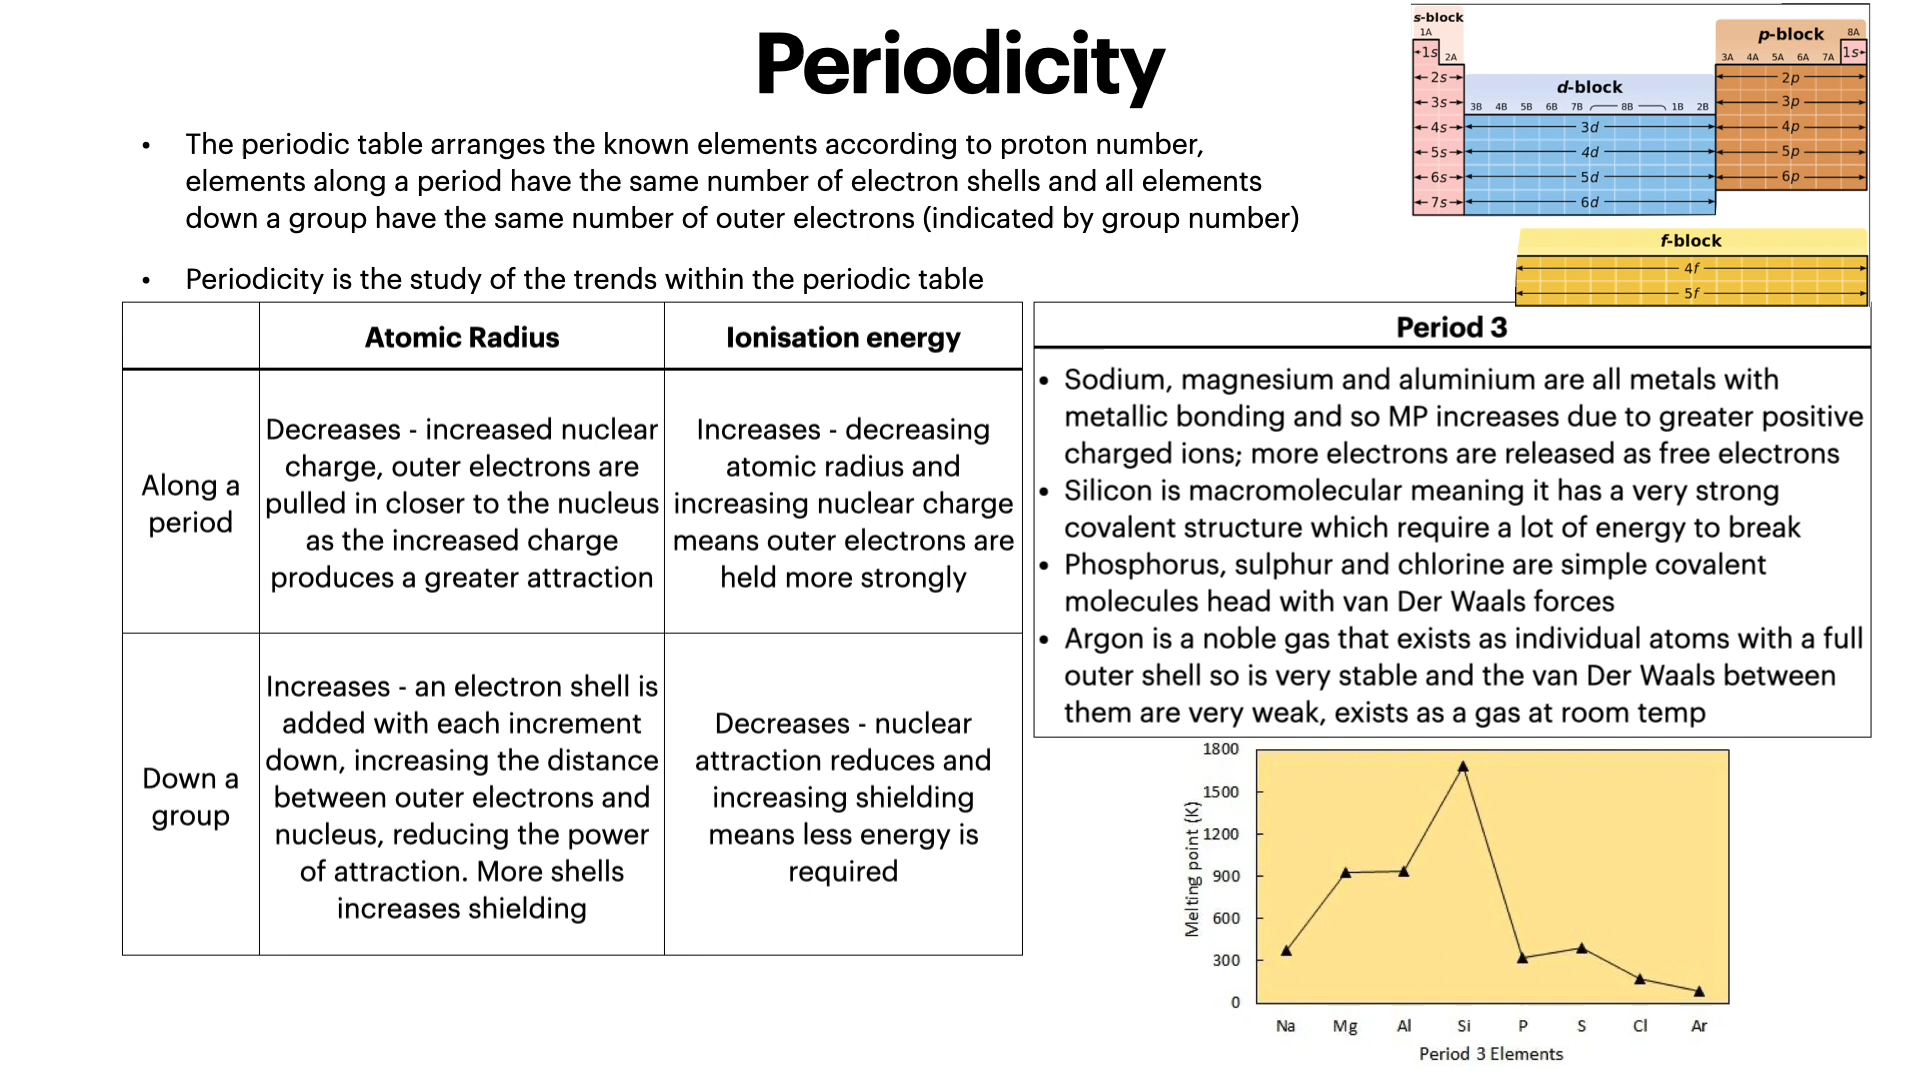 Periodicity
• The periodic table arranges the known elements according to proton number,
elements along a period have the same number of electron shells and all elements
down a group have the same number of outer electrons (indicated by group number)
• Periodicity is the study of the trends within the periodic table
s-block
1A
2A
1s
2s
3s
4s
5s
6s
7s
d-block
3B 4B 5B 6B 7B 8B 1B 2B
3d
4d
5d
6d
p-block
8A
3A 4A 5A 6A 7A
1s
2p
3p
4p
5p
6p
f-block
4f
5f
Atomic Radius
Ionisation energy
Along a
period
Decreases - increased nuclear
charge, outer electrons are
pulled in closer to the nucleus
as the increased charge
produces a greater attraction
Increases - decreasing
atomic radius and
increasing nuclear charge
means outer electrons are
held more strongly
Down a
group
Increases - an electron shell is
added with each increment
down, increasing the distance
between outer electrons and
nucleus, reducing the power
of attraction. More shells
increases shielding
Decreases - nuclear
attraction reduces and
increasing shielding
means less energy is
required
Period 3
• Sodium, magnesium and aluminium are all metals with
metallic bonding and so MP increases due to greater positive
charged ions; more electrons are released as free electrons
• Silicon is macromolecular meaning it has a very strong
covalent structure which require a lot of energy to break
• Phosphorus, sulphur and chlorine are simple covalent
molecules head with van Der Waals forces
• Argon is a noble gas that exists as individual atoms with a full
outer shell so is very stable and the van Der Waals between
them are very weak, exists as a gas at room temp
Melting point (K)
1800
1500
1200
900
600
300
0
Na Mg Al Si P S Cl Ar
Period 3 Elements